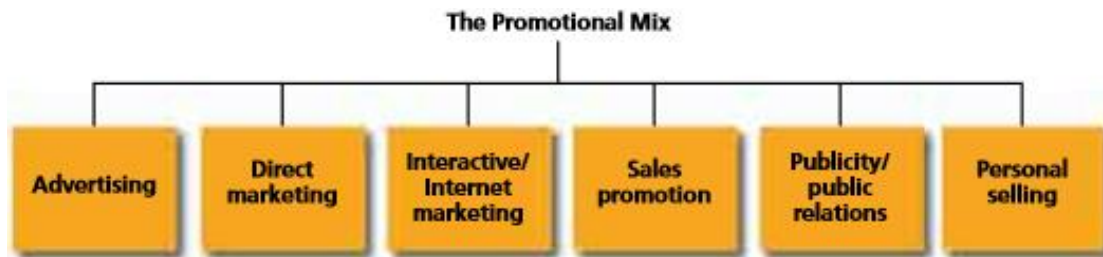 The Promotional Mix
Advertising
Direct
marketing
Interactive/
Internet
marketing
Sales
promotion
Publicity/
public
relations
Personal
selling